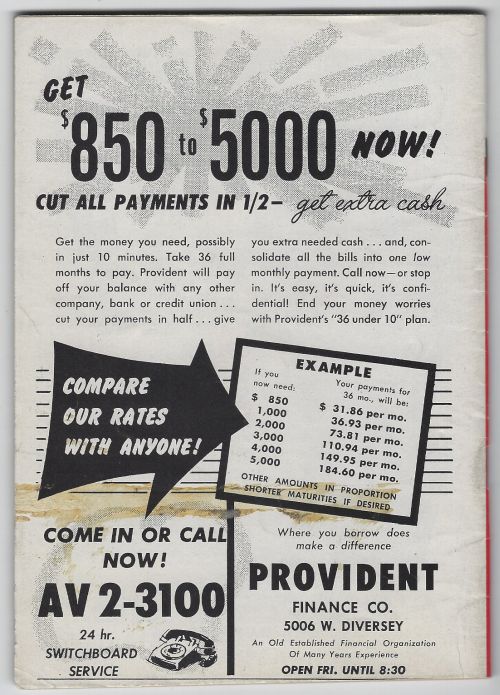 GET
$850 to $5000 NOW!
CUT ALL PAYMENTS IN 1/2 – get extra cash
Get the money you need, possibly
in just 10 minutes. Take 36 full
months to pay. Provident will pay
off your balance with any other
company, bank or credit union . . .
cut your payments in half . . . give
you extra needed cash . . . and, con-
solidate all the bills into one low
monthly payment. Call now—or stop
in. It's easy, it's quick, it's confi-
dential! End your money worries
with Provident's "36 under 10" plan.
COMPARE
OUR RATES
WITH ANYONE!
EXAMPLE
If you
now need:
Your payments for
36 mo., will be:
$ 850 $ 31.86 per mo.
1,000 36.93 per mo.
2,000 73.81 per mo.
3,000 110.94 per mo.
4,000 149.95 per mo.
5,000 184.60 per mo.
OTHER AMOUNTS IN PROPORTION
SHORTER MATURITIES IF DESIRED
COME IN OR CALL
NOW!
AV 2-3100
24 hr.
SWITCHBOARD
SERVICE
Where you borrow does
make a difference
PROVIDENT
FINANCE CO.
5006 W. DIVERSEY
An Old Established Financial Organization
Of Many Years Experience
OPEN FRI. UNTIL 8:30